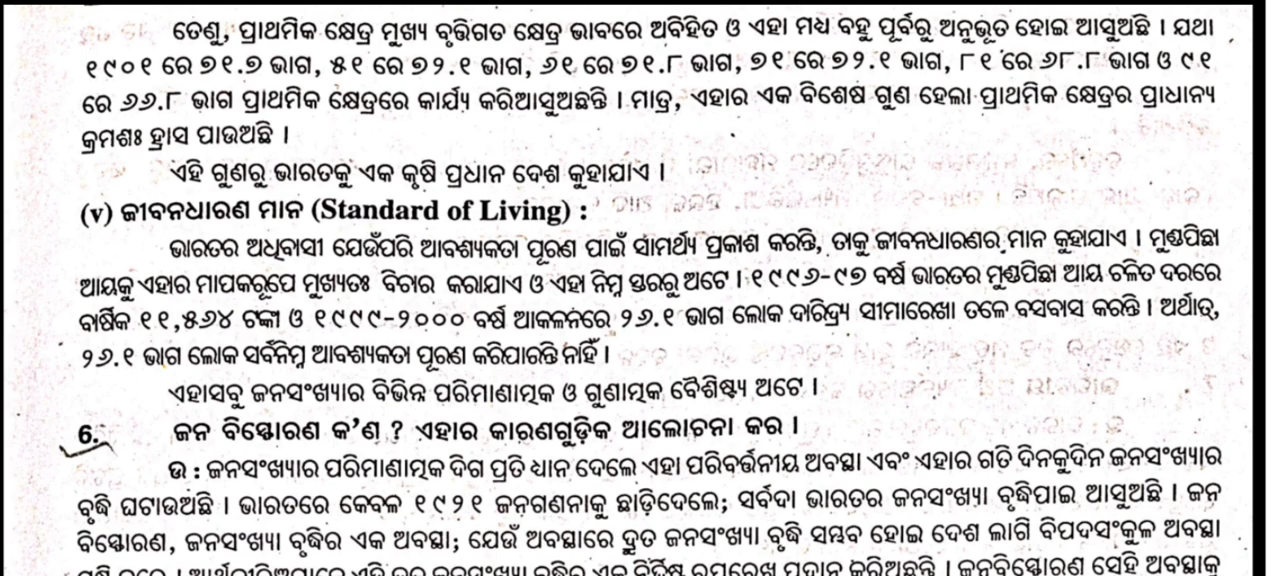 ତେଣୁ, ପ୍ରାଥମିକ କ୍ଷେତ୍ର ମୁଖ୍ୟ ବୃତ୍ତିଗତ କ୍ଷେତ୍ର ଭାବରେ ଅବିହିତ ଓ ଏହା ମଧ୍ୟ ବହୁ ପୂର୍ବରୁ ଅନୁଭୂତ ହୋଇ ଆସୁଅଛି । ଯଥା
୧୯୦୧ ରେ ୭୧.୭ ଭାଗ, ୫୧ ରେ ୭୨.୧ ଭାଗ, ୬୧ ରେ ୭୧.୮ ଭାଗ, ୭୧ ରେ ୭୨.୧ ଭାଗ, ୮୧ ରେ ୬୮.୮ ଭାଗ ଓ ୯୧
ରେ ୬୬.୮ ଭାଗ ପ୍ରାଥମିକ କ୍ଷେତ୍ରରେ କାର୍ଯ୍ୟ କରିଆସୁଅଛନ୍ତି । ମାତ୍ର, ଏହାର ଏକ ବିଶେଷ ଗୁଣ ହେଲା ପ୍ରାଥମିକ କ୍ଷେତ୍ରର ପ୍ରାଧାନ୍ୟ
କ୍ରମଶଃ ହ୍ରାସ ପାଉଅଛି ।
ଏହି ଗୁଣରୁ ଭାରତକୁ ଏକ କୃଷି ପ୍ରଧାନ ଦେଶ କୁହାଯାଏ ।
(v) ଜୀବନଧାରଣ ମାନ (Standard of Living) :
ଭାରତର ଅଧିବାସୀ ଯେଉଁପରି ଆବଶ୍ୟକତା ପୂରଣ ପାଇଁ ସାମର୍ଥ୍ୟ ପ୍ରକାଶ କରନ୍ତି, ତାକୁ ଜୀବନଧାରଣର ମାନ କୁହାଯାଏ । ମୁଣ୍ଡପିଛା
ଆୟକୁ ଏହାର ମାପକରୂପେ ମୁଖ୍ୟତଃ ବିଚାର କରାଯାଏ ଓ ଏହା ନିମ୍ନ ସ୍ତରରୁ ଅଟେ । ୧୯୯୬-୯୭ ବର୍ଷ ଭାରତର ମୁଣ୍ଡପିଛା ଆୟ ଚଳିତ ଦରରେ
ବାର୍ଷିକ ୧୧,୫୬୪ ଟଙ୍କା ଓ ୧୯୯୯-୨୦୦୦ ବର୍ଷ ଆକଳନରେ ୨୬.୧ ଭାଗ ଲୋକ ଦାରିଦ୍ର୍ୟ ସୀମାରେଖା ତଳେ ବସବାସ କରନ୍ତି । ଅର୍ଥାତ୍,
୨୬.୧ ଭାଗ ଲୋକ ସର୍ବନିମ୍ନ ଆବଶ୍ୟକତା ପୂରଣ କରିପାରନ୍ତି ନାହିଁ ।
ଏହାସବୁ ଜନସଂଖ୍ୟାର ବିଭିନ୍ନ ପରିମାଣାତ୍ମକ ଓ ଗୁଣାତ୍ମକ ବୈଶିଷ୍ଟ୍ୟ ଅଟେ ।
6. ଜନ ବିସ୍ଫୋରଣ କ'ଣ ? ଏହାର କାରଣଗୁଡ଼ିକ ଆଲୋଚନା କର ।
ଉ : ଜନସଂଖ୍ୟାର ପରିମାଣାତ୍ମକ ଦିଗ ପ୍ରତି ଧ୍ୟାନ ଦେଲେ ଏହା ପରିବର୍ତ୍ତନୀୟ ଅବସ୍ଥା ଏବଂ ଏହାର ଗତି ଦିନକୁଦିନ ଜନସଂଖ୍ୟାର
ବୃଦ୍ଧି ଘଟାଉଅଛି । ଭାରତରେ କେବଳ ୧୯୨୧ ଜନଗଣନାକୁ ଛାଡ଼ିଦେଲେ; ସର୍ବଦା ଭାରତର ଜନସଂଖ୍ୟା ବୃଦ୍ଧିପାଇ ଆସୁଅଛି । ଜନ
ବିସ୍ଫୋରଣ, ଜନସଂଖ୍ୟା ବୃଦ୍ଧିର ଏକ ଅବସ୍ଥା; ଯେଉଁ ଅବସ୍ଥାରେ ଦ୍ରୁତ ଜନସଂଖ୍ୟା ବୃଦ୍ଧି ସମ୍ଭବ ହୋଇ ଦେଶ ଲାଗି ବିପଦସଂକୁଳ ଅବସ୍ଥା